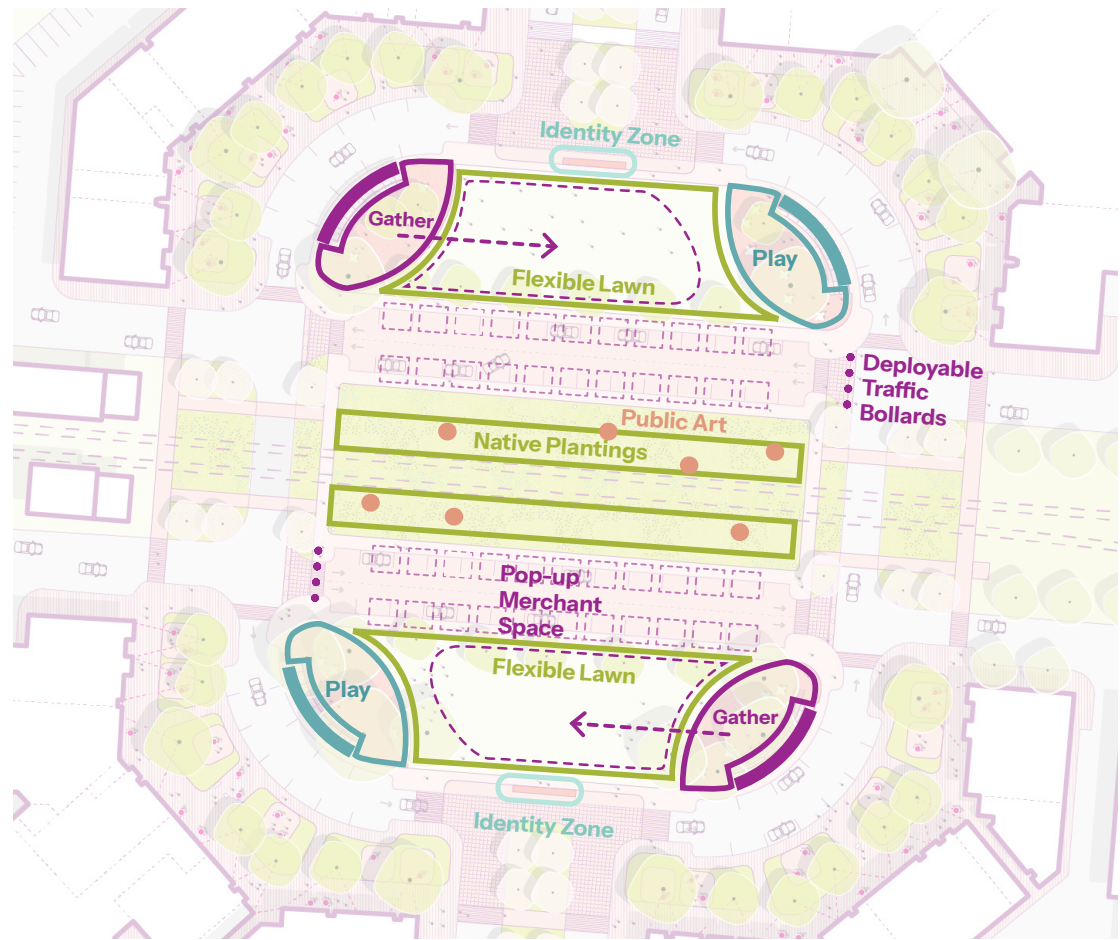 Identity Zone
Gather
Play
Flexible Lawn
Deployable
Traffic
Bollards
Public Art
Native Plantings
Pop-up
Merchant
Space
Flexible Lawn
Play
Gather
Identity Zone